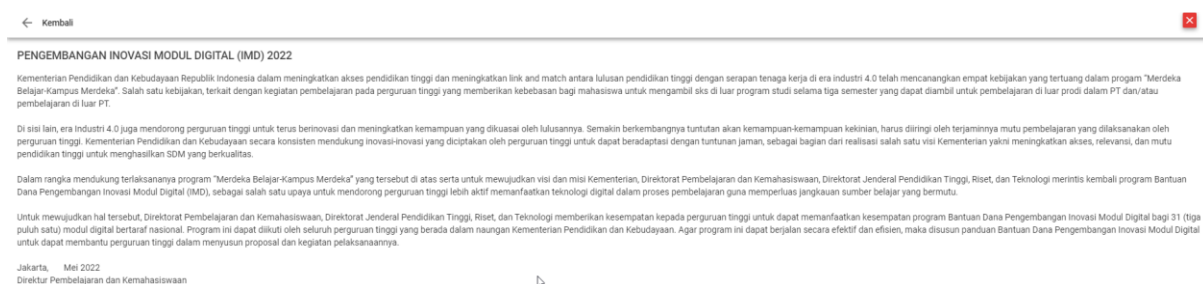 Kembali
PENGEMBANGAN INOVASI MODUL DIGITAL (IMD) 2022
Kementerian Pendidikan dan Kebudayaan Republik Indonesia dalam meningkatkan akses pendidikan tinggi dan meningkatkan link and match antara lulusan pendidikan tinggi dengan serapan tenaga kerja di era industri 4.0 telah mencanangkan empat kebijakan yang tertuang dalam progam "Merdeka
Belajar-Kampus Merdeka". Salah satu kebijakan, terkait dengan kegiatan pembelajaran pada perguruan tinggi yang memberikan kebebasan bagi mahasiswa untuk mengambil sks di luar program studi selama tiga semester yang dapat diambil untuk pembelajaran di luar prodi dalam PT dan/atau
pembelajaran di luar PT.
Di sisi lain, era Industri 4.0 juga mendorong perguruan tinggi untuk terus berinovasi dan meningkatkan kemampuan yang dikuasai oleh lulusannya. Semakin berkembangnya tuntutan akan kemampuan-kemampuan kekinian, harus diiringi oleh terjaminnya mutu pembelajaran yang dilaksanakan oleh
perguruan tinggi. Kementerian Pendidikan dan Kebudayaan secara konsisten mendukung inovasi-inovasi yang diciptakan oleh perguruan tinggi untuk dapat beradaptasi dengan tuntunan jaman, sebagai bagian dari realisasi salah satu visi Kementerian yakni meningkatkan akses, relevansi, dan mutu
pendidikan tinggi untuk menghasilkan SDM yang berkualitas.
Dalam rangka mendukung terlaksananya program "Merdeka Belajar-Kampus Merdeka" yang tersebut di atas serta untuk mewujudkan visi dan misi Kementerian, Direktorat Pembelajaran dan Kemahasiswaan, Direktorat Jenderal Pendidikan Tinggi, Riset, dan Teknologi merintis kembali program Bantuan
Dana Pengembangan Inovasi Modul Digital (IMD), sebagai salah satu upaya untuk mendorong perguruan tinggi lebih aktif memanfaatkan teknologi digital dalam proses pembelajaran guna memperluas jangkauan sumber belajar yang bermutu.
Untuk mewujudkan hal tersebut, Direktorat Pembelajaran dan Kemahasiswaan, Direktorat Jenderal Pendidikan Tinggi, Riset, dan Teknologi memberikan kesempatan kepada perguruan tinggi untuk dapat memanfaatkan kesempatan program Bantuan Dana Pengembangan Inovasi Modul Digital bagi 31 (tiga
puluh satu) modul digital bertaraf nasional. Program ini dapat diikuti oleh seluruh perguruan tinggi yang berada dalam naungan Kementerian Pendidikan dan Kebudayaan. Agar program ini dapat berjalan secara efektif dan efisien, maka disusun panduan Bantuan Dana Pengembangan Inovasi Modul Digital
untuk dapat membantu perguruan tinggi dalam menyusun proposal dan kegiatan pelaksanaannya.
Jakarta, Mei 2022
Direktur Pembelajaran dan Kemahasiswaan